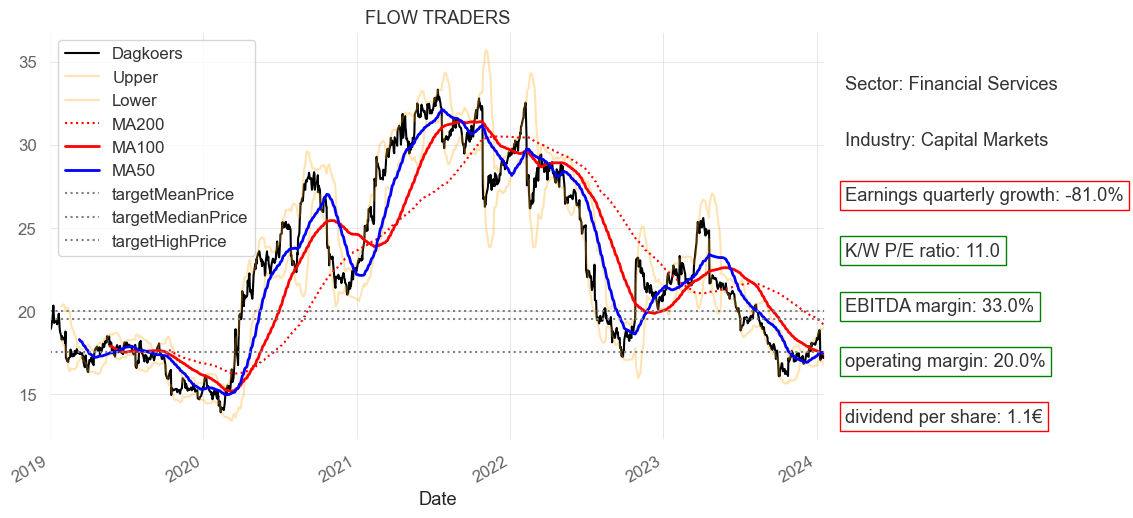 FLOW TRADERS
Dagkoers
Upper
Lower
MA200
MA100
MA50
targetMeanPrice
targetMedianPrice
targetHighPrice
35
30
25
20
15
2019
2020
2021
2022
2023
2024
Date
Sector: Financial Services
Industry: Capital Markets
Earnings quarterly growth: -81.0%
K/W P/E ratio: 11.0
EBITDA margin: 33.0%
operating margin: 20.0%
dividend per share: 1.1€